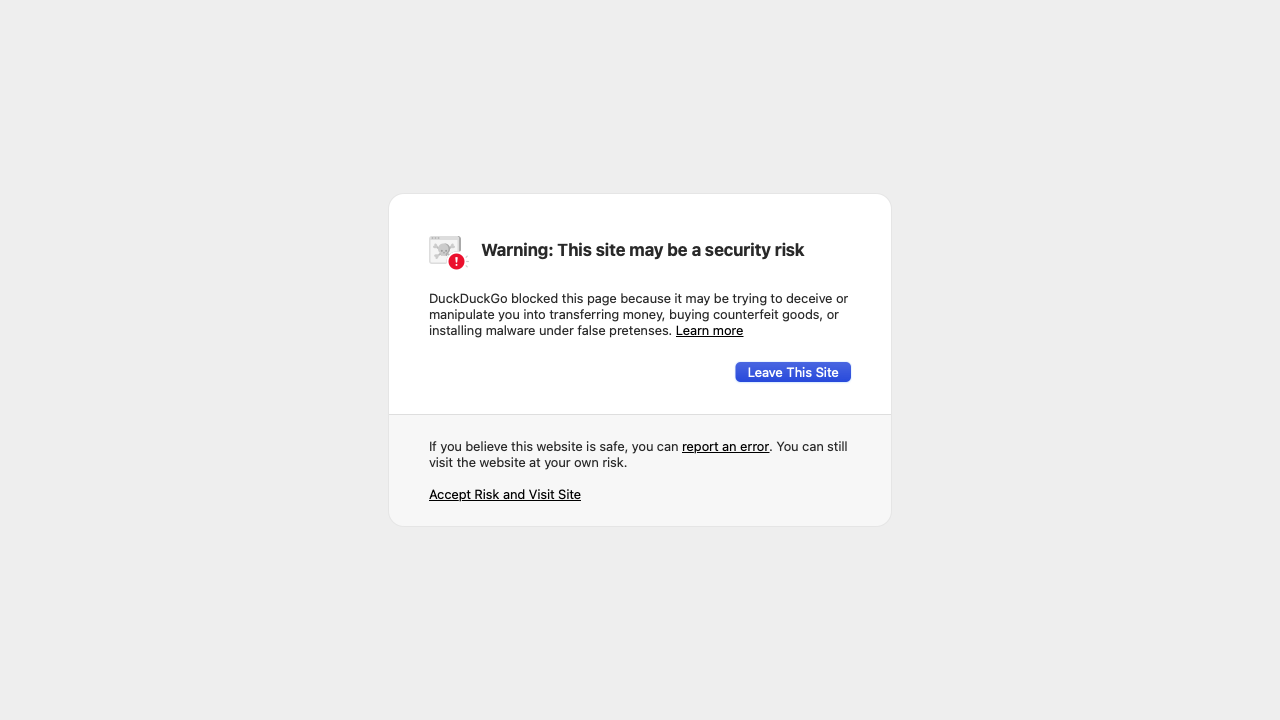 Warning: This site may be a security risk
DuckDuckGo blocked this page because it may be trying to deceive or
manipulate you into transferring money, buying counterfeit goods, or
installing malware under false pretenses. Learn more
Leave This Site
If you believe this website is safe, you can report an error. You can still
visit the website at your own risk.
Accept Risk and Visit Site